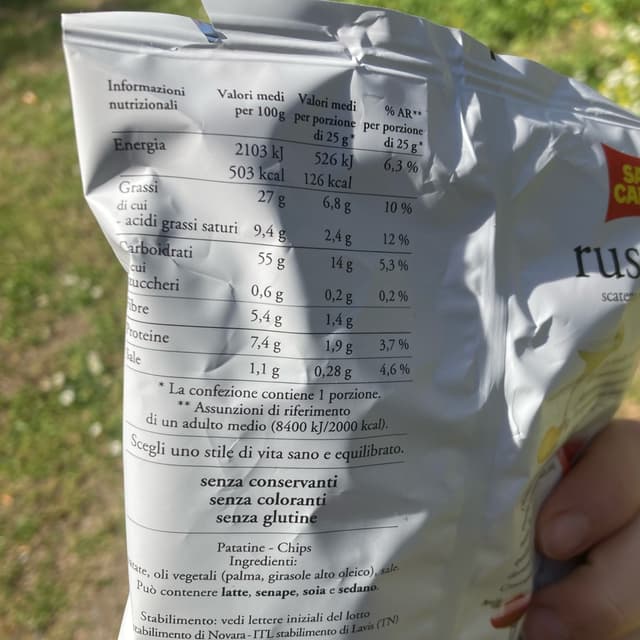 Informazioni nutrizionali Valori medi per 100g Valori medi per porzione di 25 g* % AR** per porzione di 25 g*
Energia 2103 kJ 526 kJ 6,3 %
503 kcal 126 kcal
Grassi 27 g 6,8 g 10 %
di cui
- acidi grassi saturi 9,4 g 2,4 g 12 %
Carboidrati 55 g 14 g 5,3 %
cui
zuccheri 0,6 g 0,2 g 0,2 %
ibre 5,4 g 1,4 g
roteine 7,4 g 1,9 g 3,7 %
ale 1,1 g 0,28 g 4,6 %
* La confezione contiene 1 porzione.
** Assunzioni di riferimento
di un adulto medio (8400 kJ/2000 kcal).
Scegli uno stile di vita sano e equilibrato.
senza conservanti
senza coloranti
senza glutine
Patatine - Chips
Ingredienti:
tate, oli vegetali (palma, girasole alto oleico), sale.
Può contenere latte, senape, soia e sedano.
Stabilimento: vedi lettere iniziali del lotto
tabilimento di Novara - ITL stabilimento di Lavis (TN)
SA
CA
rus
scate